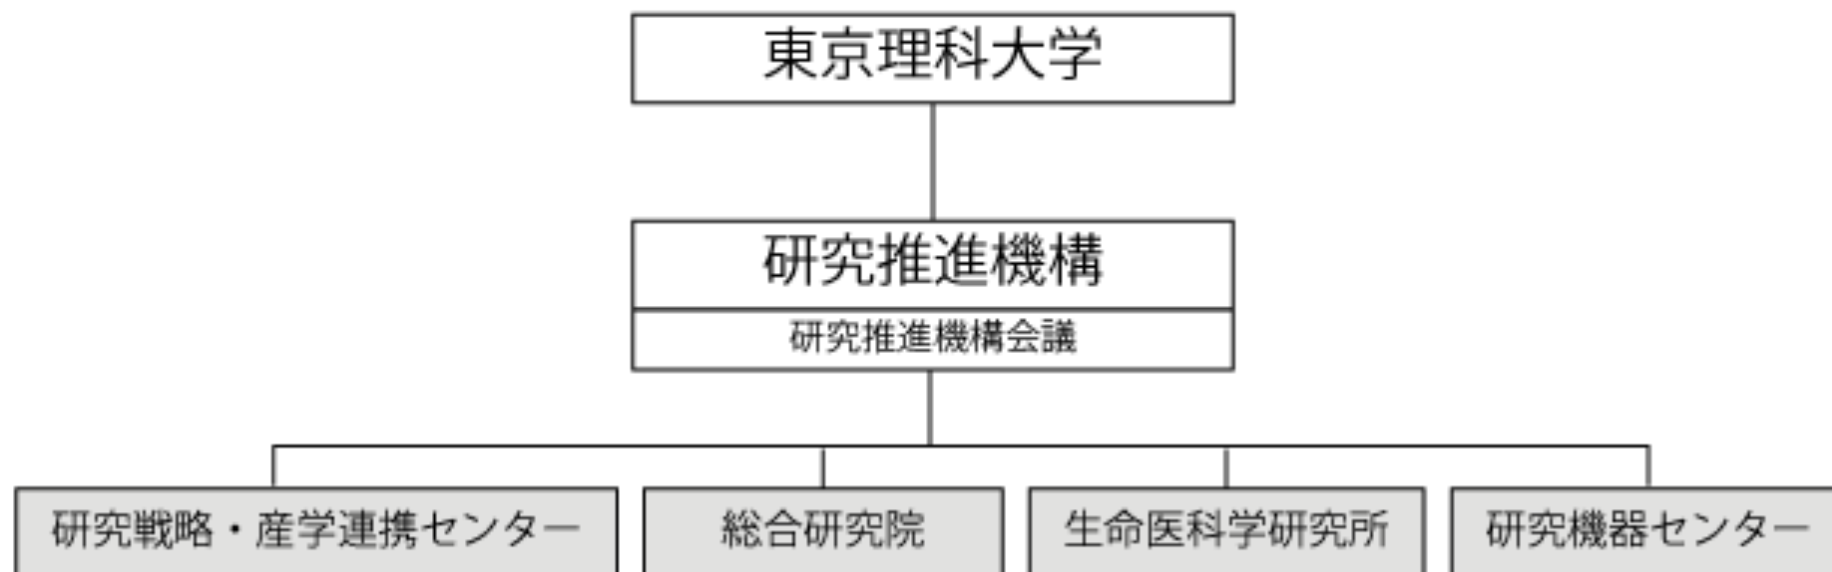 東京理科大学
研究推進機構
研究推進機構会議
研究戦略・産学連携センター
総合研究院
生命医科学研究所
研究機器センター